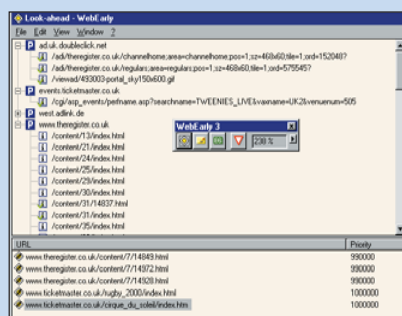 Look-ahead - WebEarly
File Edit View Window ?
ad.uk.doubleclick.net
/adi/theregister.co.uk/channelhome;area=channelhome;pos=1;sz=468x60;tile=1;ord=152048?
/adi/theregister.co.uk/regulars;area=regulars;pos=1;sz=468x60;tile=1;ord=575545?
/viewad/493003-portal_sky150x600.gif
events.ticketmaster.co.uk
/cgi/asp_events/perfname.asp?searchname=TWEENIES_LIVE&vaxname=UK2&venuenum=505
west.adlink.de
www.theregister.co.uk
/content/13/index.html
/content/21/index.html
/content/24/index.html
/content/25/index.html
/content/29/index.html
/content/30/index.html
/content/31/14837.html
/content/31/index.html
/content/35/index.html
WebEarly 3
238 %
URL Priority
www.theregister.co.uk/content/7/14849.html 990000
www.theregister.co.uk/content/7/14972.html 990000
www.theregister.co.uk/content/7/14928.html 990000
www.ticketmaster.co.uk/rugby_2000/index.html 1000000
www.ticketmaster.co.uk/cirque_du_soleil/index.htm 1000000